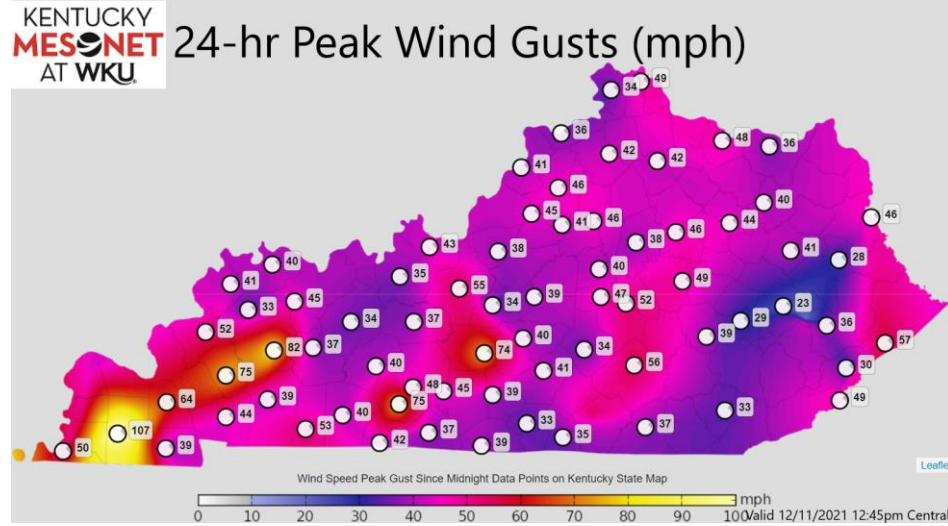 KENTUCKY
MESONET
AT WKU
24-hr Peak Wind Gusts (mph)
34 49
36
42 42 48 36
41
46
45 41 46 46 44 40 46
43 38 38 41 28
40 35 40 49
41 55
33 45 34 39 47 52 23
52 34 37 29 36
82 37 74 40 34 39 57
75 40 41 56 30
64 39 48 45 39 49
44 40 75 33
107 53 33 37
50 39 42 37 39 35
Leafle
Wind Speed Peak Gust Since Midnight Data Points on Kentucky State Map
mph
0 10 20 30 40 50 60 70 80 90 100
Valid 12/11/2021 12:45pm Centra